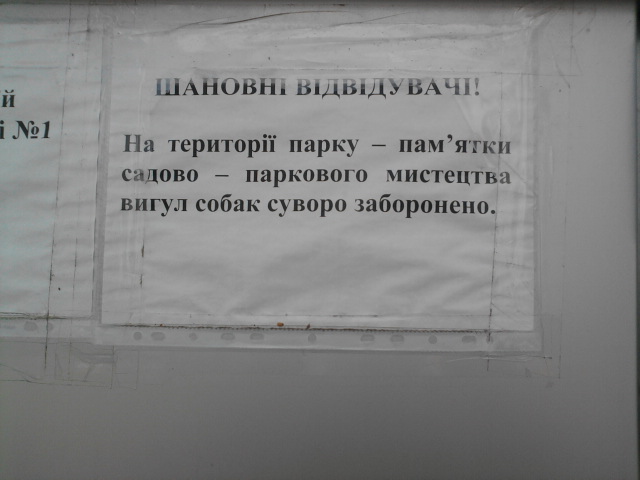 й
і №1
ШАНОВНІ ВІДВІДУВАЧІ!
На території парку – пам’ятки
садово – паркового мистецтва
вигул собак суворо заборонено.